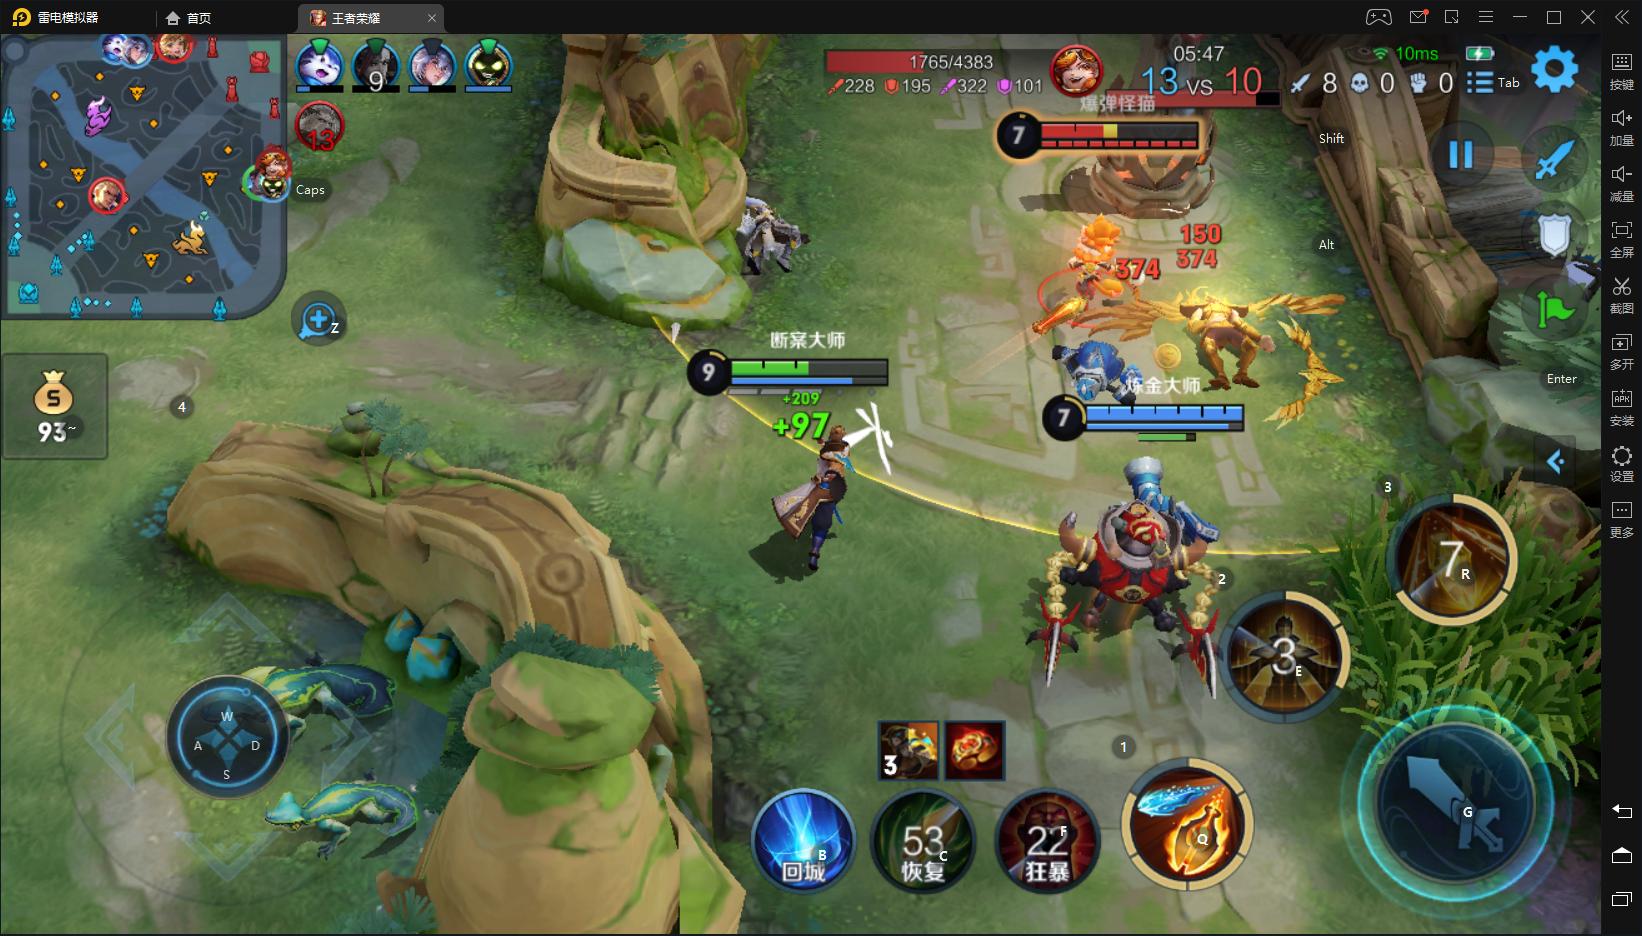 雷电模拟器
首页
王者荣耀
×
9
13
Caps
1765/4383
228 195 322 101
05:47
13 VS 10
10ms
8 0 0
Tab
爆弹怪猫
7
Shift
Alt
Enter
按键
加量
减量
全屏
截图
多开
APK
安装
设置
更多
150
374
374
Z
S
93~
4
断案大师
9
+209
+97
炼金大师
7
3
7
R
2
3
E
W
A D
S
1
3
回城
B
53
恢复
C
22
狂暴
F
Q
G